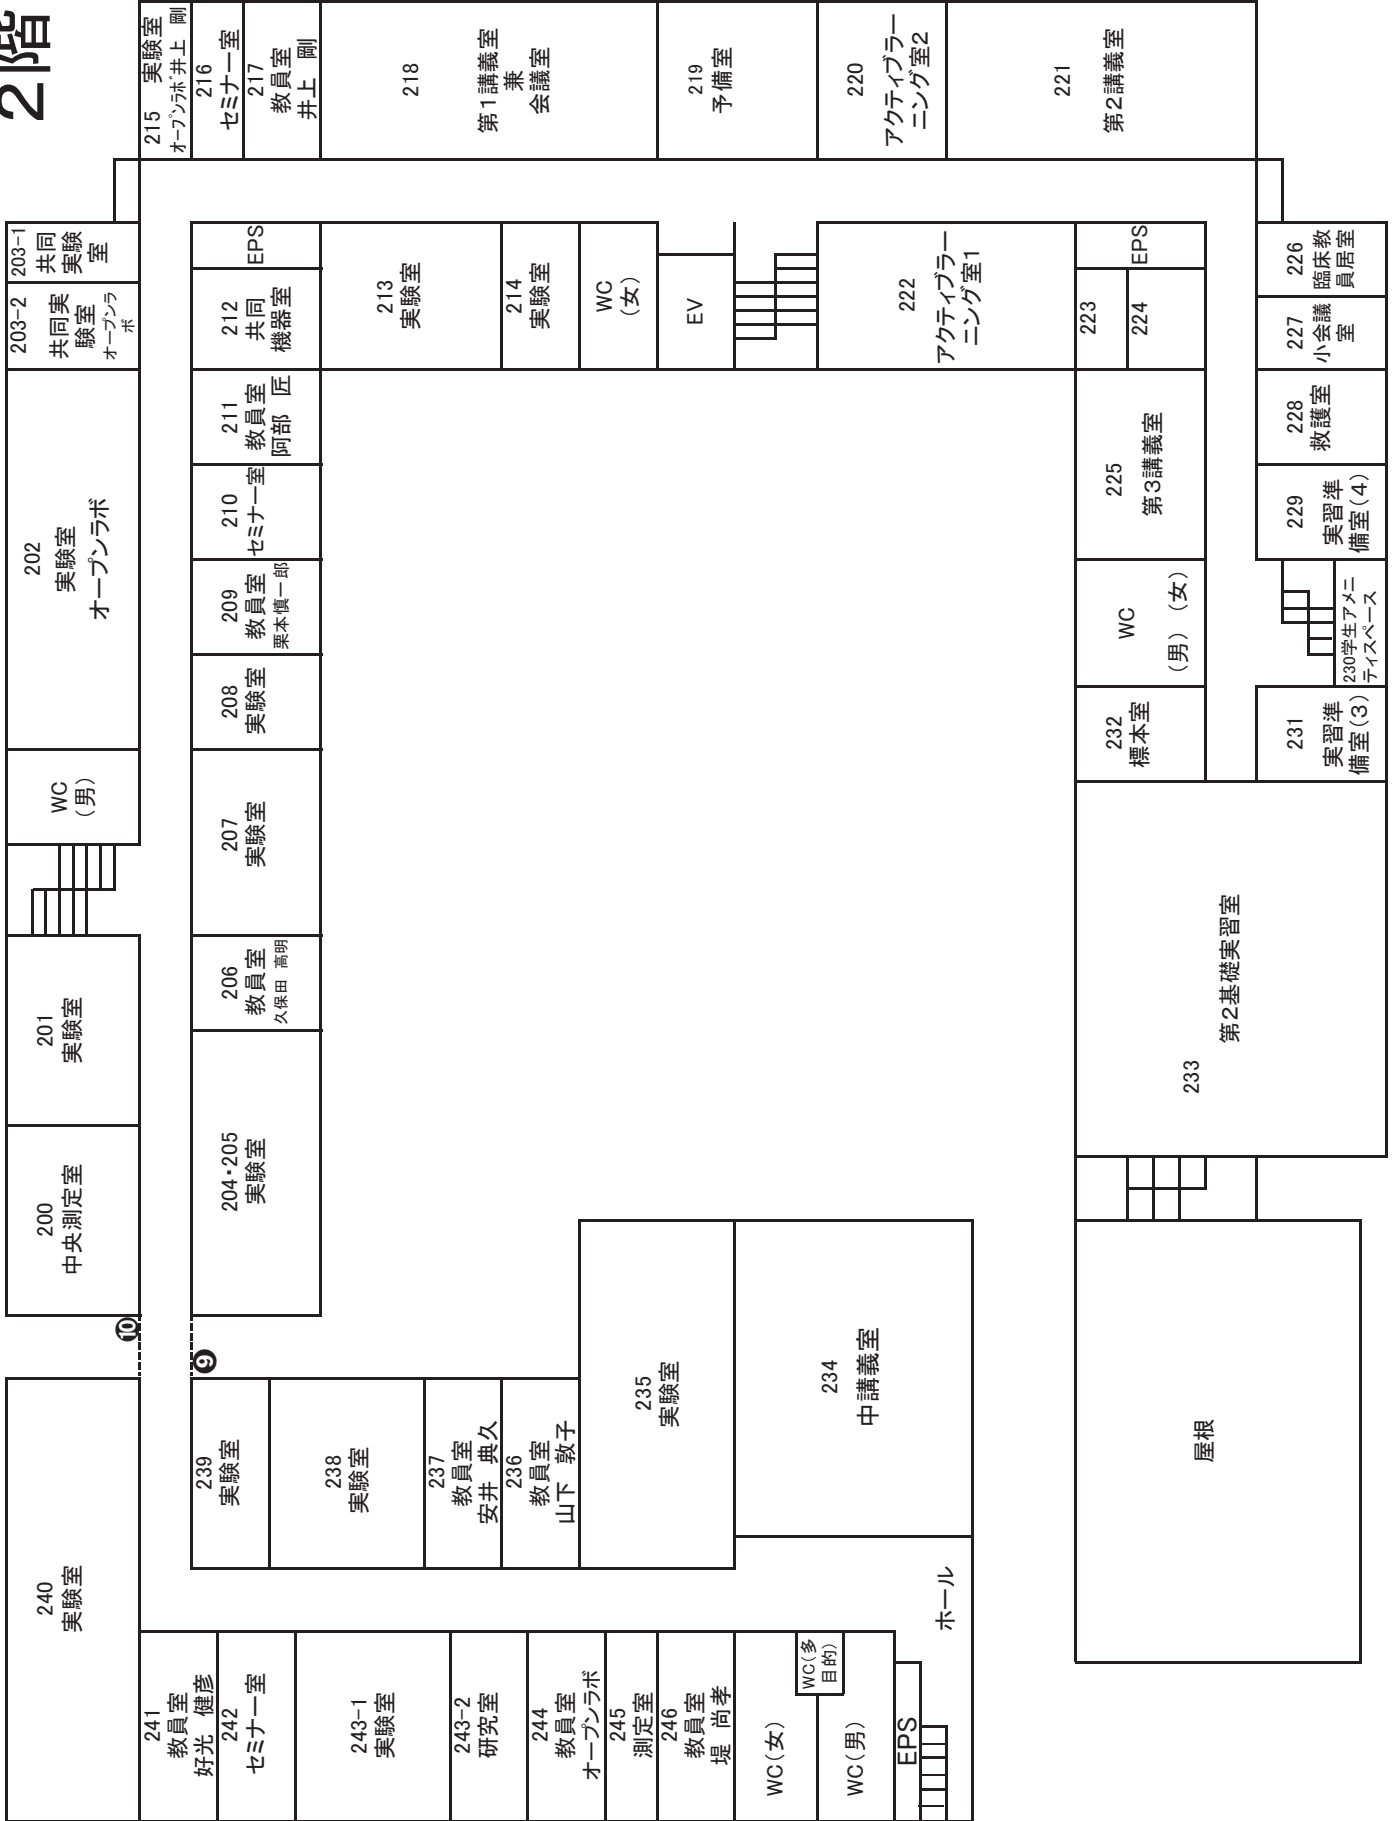 2階
215 実験室
オープンラボ井上 剛
216
セミナー室
217
教員室
井上 剛
218
第1講義室
兼
会議室
219
予備室
220
アクティブラー
ニング室2
221
第2講義室
203-1
共同
実験
室
203-2
共同実
験室
オープンラ
ボ
EPS
212
共同
機器室
213
実験室
214
実験室
WC
(女)
EV
222
アクティブラー
ニング室1
EPS
223
224
226
臨床教
員居室
227
小会議
室
228
救護室
229
実習準
備室(4)
230学生アメニ
ティスペース
231
実習準
備室(3)
225
第3講義室
WC
(男) (女)
232
標本室
202
実験室
オープンラボ
211
教員室
阿部 匠
210
セミナー室
209
教員室
栗本慎一郎
208
実験室
WC
(男)
207
実験室
206
教員室
久保田 高明
201
実験室
204・205
実験室
200
中央測定室
233
第2基礎実習室
❿
❾
240
実験室
239
実験室
238
実験室
237
教員室
安井 典久
236
教員室
山下 敦子
235
実験室
234
中講義室
屋根
ホール
241
教員室
好光 健彦
242
セミナー室
243-1
実験室
243-2
研究室
244
教員室
オープンラボ
245
測定室
246
教員室
堤 尚孝
WC(女)
WC(多
目的)
WC(男)
EPS